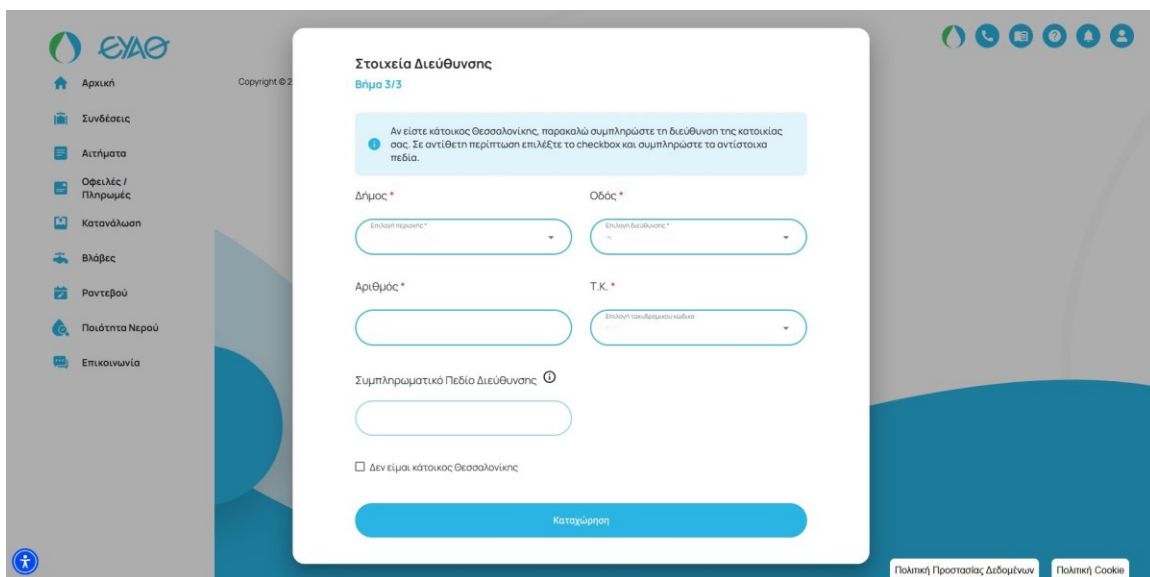 ΕΥΑΘ
Αρχική
Συνδέσεις
Αιτήματα
Οφειλές /
Πληρωμές
Κατανάλωση
Βλάβες
Ραντεβού
Ποιότητα Νερού
Επικοινωνία
Copyright © 2
Στοιχεία Διεύθυνσης
Βήμα 3/3
Αν είστε κάτοικος Θεσσαλονίκης, παρακαλώ συμπληρώστε τη διεύθυνση της κατοικίας
σας. Σε αντίθετη περίπτωση επιλέξτε το checkbox και συμπληρώστε τα αντίστοιχα
πεδία.
Δήμος * Οδός *
Επιλογή περιοχής * Επιλογή διεύθυνσης *
Αριθμός * Τ.Κ. *
Επιλογή ταχυδρομικού κώδικα
Συμπληρωματικό Πεδίο Διεύθυνσης
Δεν είμαι κάτοικος Θεσσαλονίκης
Καταχώρηση
Πολιτική Προστασίας Δεδομένων Πολιτική Cookie